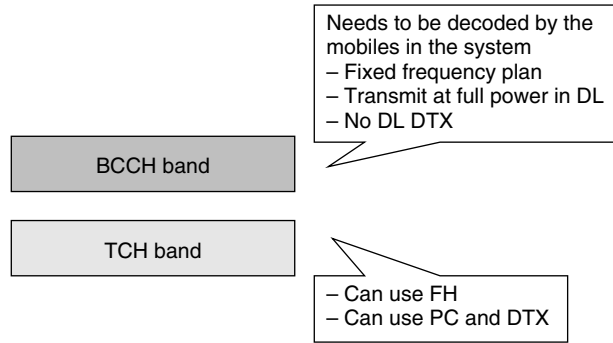 Needs to be decoded by the
mobiles in the system
– Fixed frequency plan
– Transmit at full power in DL
– No DL DTX
BCCH band
TCH band
– Can use FH
– Can use PC and DTX